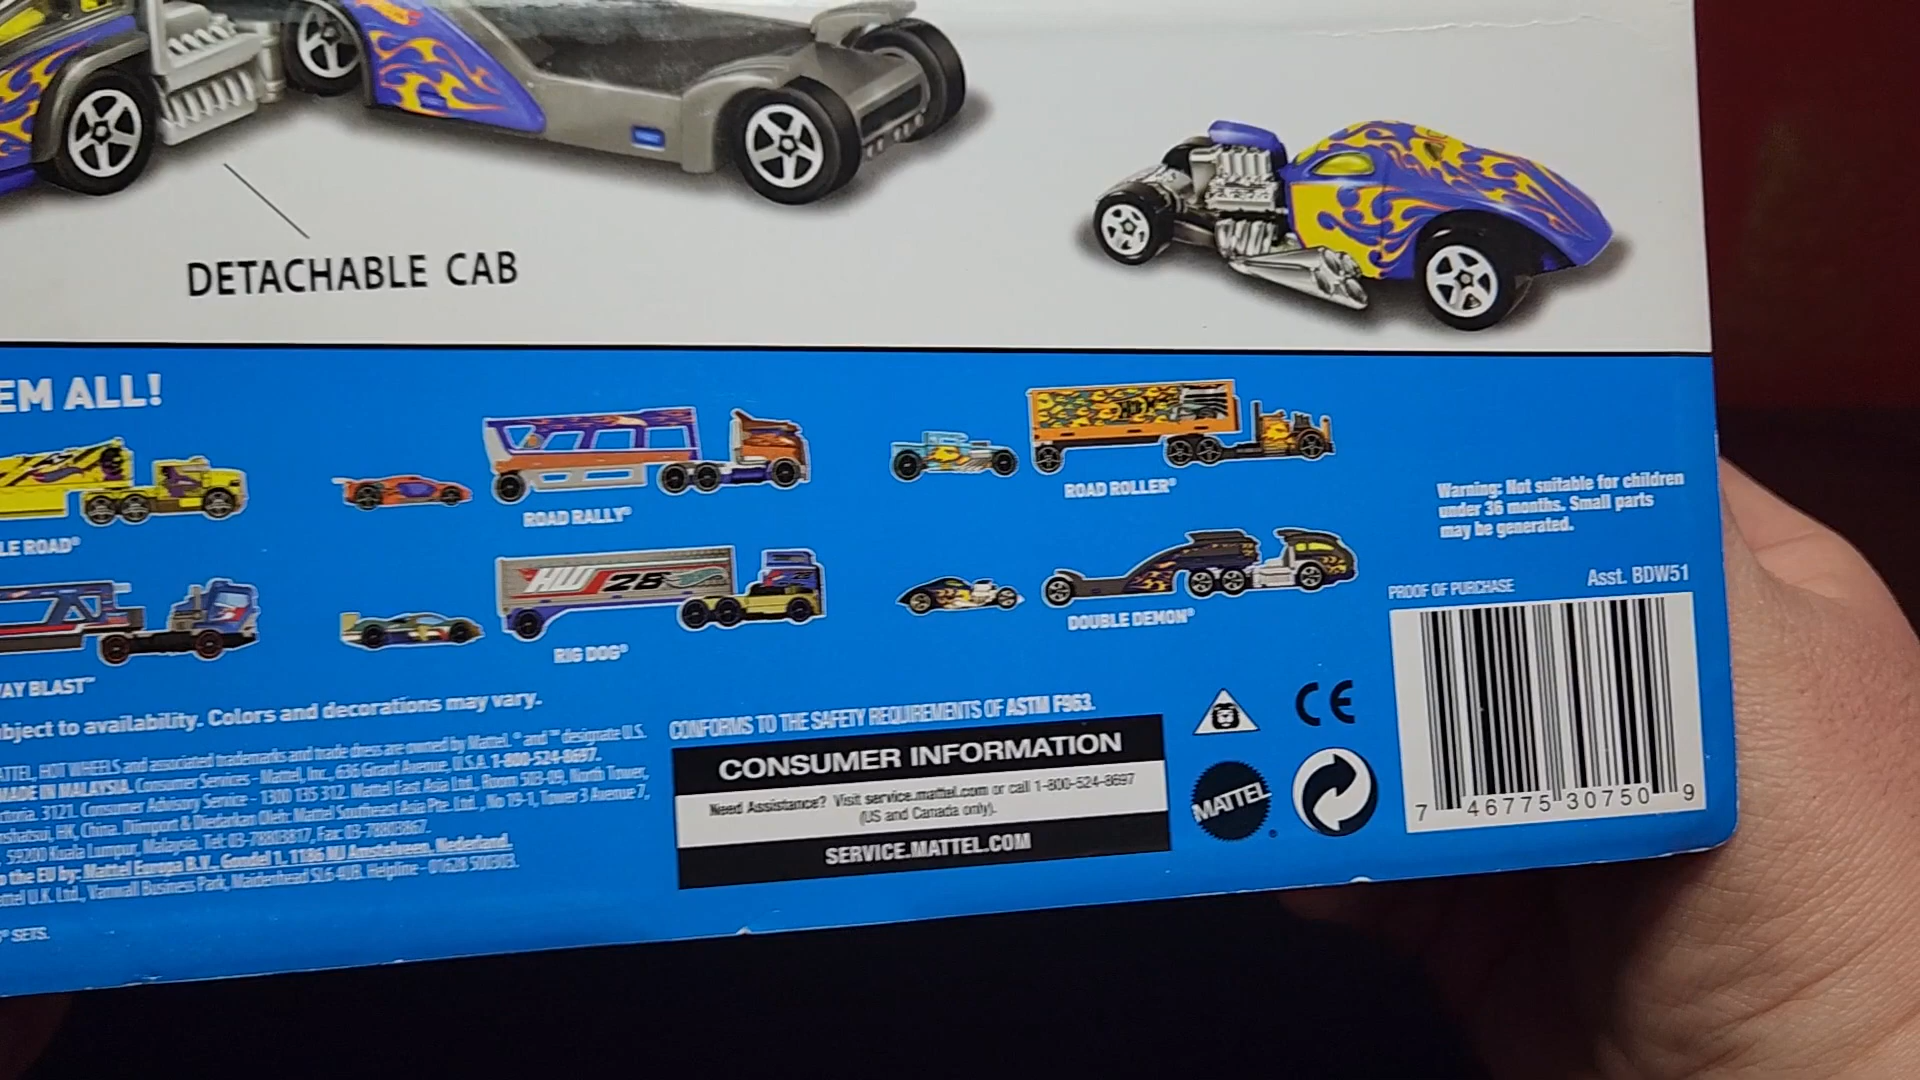 DETACHABLE CAB
EM ALL!
LE ROAD®
ROAD RALLY®
ROAD ROLLER®
HW 28
WAY BLAST™
RIG DOG®
DOUBLE DEMON®
Warning: Not suitable for children
under 36 months. Small parts
may be generated.
PROOF OF PURCHASE
Asst. BDW51
7 46775 30750 9
bject to availability. Colors and decorations may vary.
ATTEL, HOT WHEELS and associated trademarks and trade dress are owned by Mattel. ® and ™ designate U.S.
MADE IN MALAYSIA. Consumer Services - Mattel, Inc., 636 Girard Avenue, U.S.A. 1-800-524-8697.
ctoria. 3121. Consumer Advisory Service - 1300 135 312. Mattel East Asia Ltd., Room 503-09, North Tower,
mshatsui, HK, China. Diimport & Diedarkan Oleh: Mattel Southeast Asia Pte. Ltd., No 19-1, Tower 3 Avenue 7,
, 59200 Kuala Lumpur, Malaysia. Tel: 03-78803817, Fax: 03-78803867.
o the EU by: Mattel Europa B.V., Gondel 1, 1186 MJ Amstelveen, Nederland.
attel U.K. Ltd., Vanwall Business Park, Maidenhead SL6 4UB. Helpline - 01628 500303.
® SETS.
CONFORMS TO THE SAFETY REQUIREMENTS OF ASTM F963.
CONSUMER INFORMATION
Need Assistance? Visit service.mattel.com or call 1-800-524-8697
(US and Canada only).
SERVICE.MATTEL.COM
CE
MATTEL®